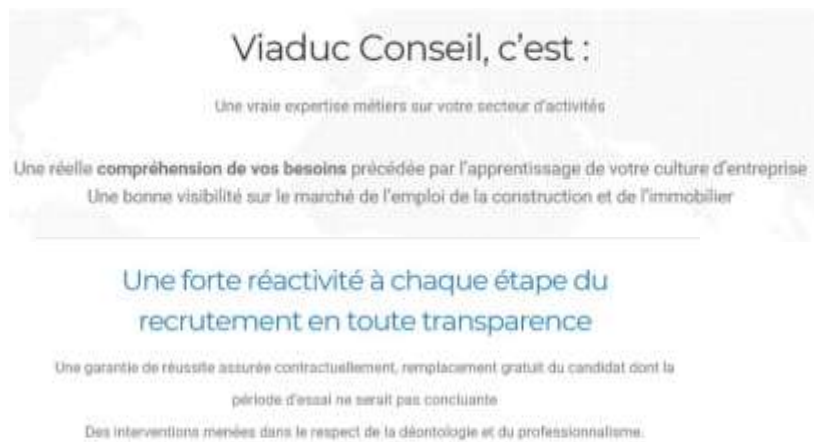 Viaduc Conseil, c'est :
Une vraie expertise métiers sur votre secteur d'activités
Une réelle compréhension de vos besoins précédée par l'apprentissage de votre culture d'entreprise
Une bonne visibilité sur le marché de l'emploi de la construction et de l'immobilier
Une forte réactivité à chaque étape du
recrutement en toute transparence
Une garantie de réussite assurée contractuellement, remplacement gratuit du candidat dont la
période d'essai ne serait pas concluante
Des interventions menées dans le respect de la déontologie et du professionnalisme.